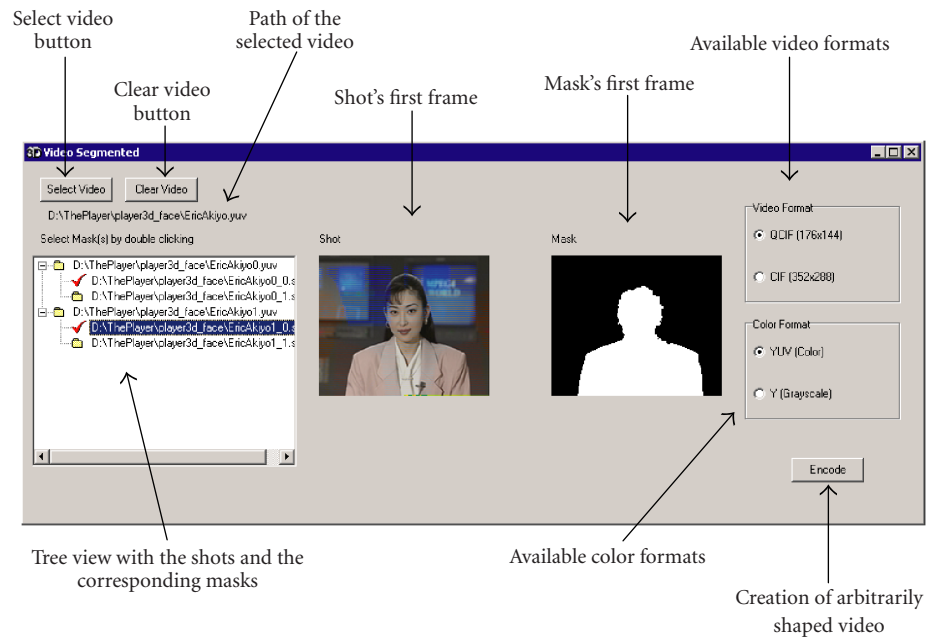 Select video
button
Path of the
selected video
Available video formats
Clear video
button
Shot's first frame
Mask's first frame
3D Video Segmented
Select Video
Clear Video
D:\ThePlayer\player3d_face\EricAkiyo.yuv
Select Mask(s) by double clicking
Shot
Mask
Video Format
QCIF (176x144)
CIF (352x288)
D:\ThePlayer\player3d_face\EricAkiyo0.yuv
D:\ThePlayer\player3d_face\EricAkiyo0_0.s
D:\ThePlayer\player3d_face\EricAkiyo0_1.s
D:\ThePlayer\player3d_face\EricAkiyo1.yuv
D:\ThePlayer\player3d_face\EricAkiyo1_0.s
D:\ThePlayer\player3d_face\EricAkiyo1_1.s
MPEG4
WORLD
Color Format
YUV (Color)
Y (Grayscale)
Encode
Tree view with the shots and the
corresponding masks
Available color formats
Creation of arbitrarily
shaped video